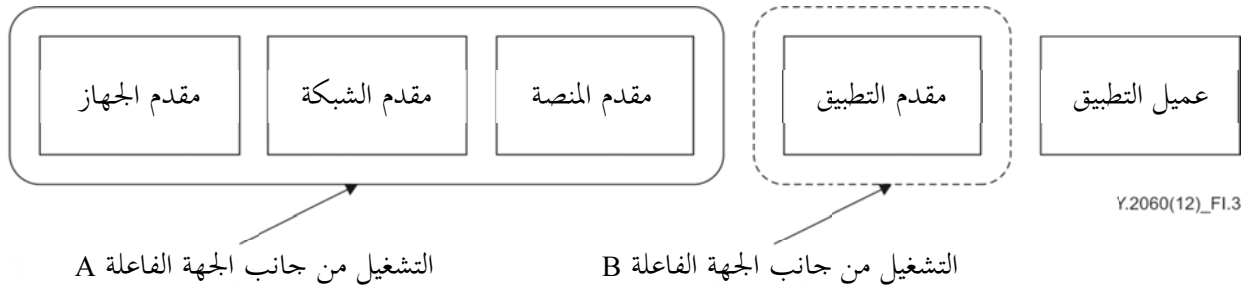 عميل التطبيق
مقدم التطبيق
مقدم المنصة
مقدم الشبكة
مقدم الجهاز
Y.2060(12)_FI.3
التشغيل من جانب الجهة الفاعلة B
التشغيل من جانب الجهة الفاعلة A